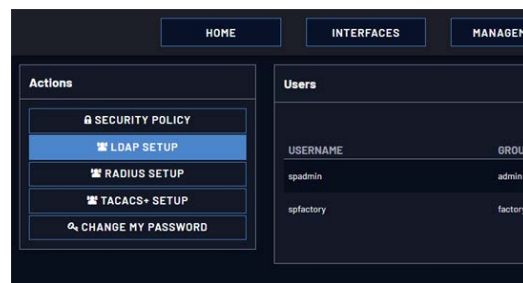 HOME INTERFACES
Actions
SECURITY POLICY
LDAP SETUP
RADIUS SETUP
TACACS+ SETUP
CHANGE MY PASSWORD
Users
USERNAME
spadmin admin
spfactory